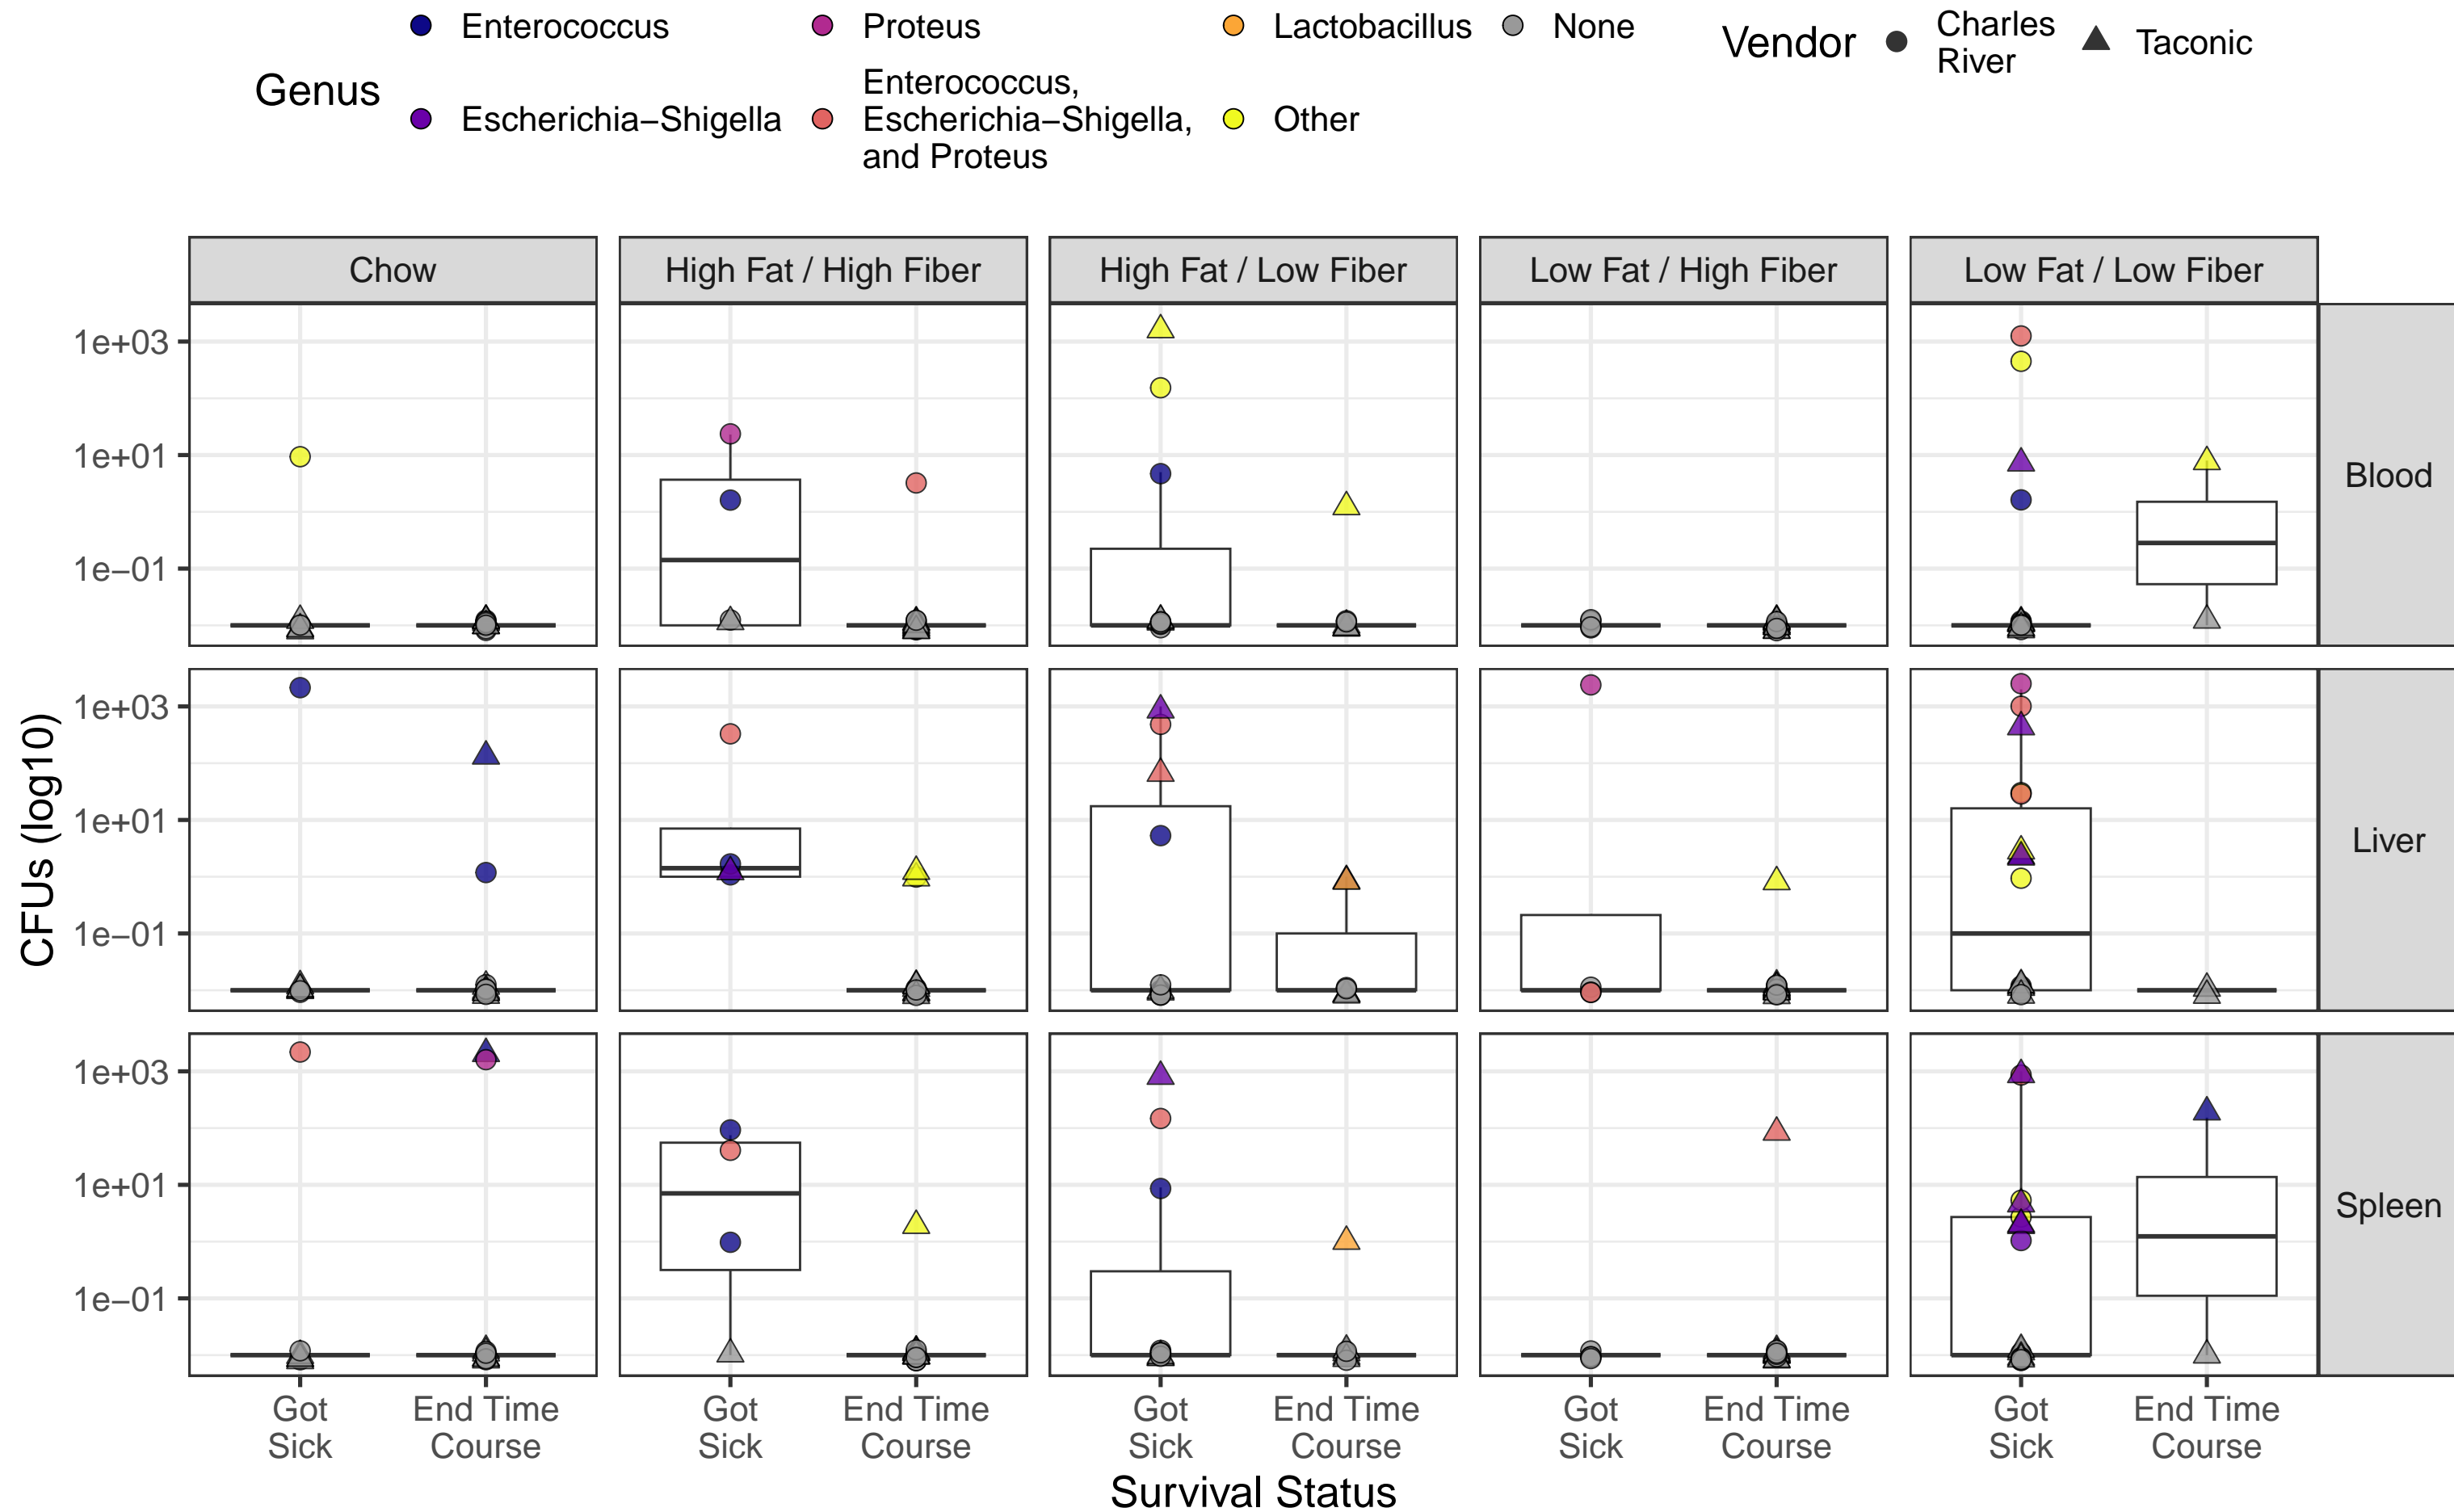 Genus
Enterococcus
Proteus
Lactobacillus
None
Escherichia−Shigella
Enterococcus,
Escherichia−Shigella,
and Proteus
Other
Vendor
Charles
River
Taconic
Chow
High Fat / High Fiber
High Fat / Low Fiber
Low Fat / High Fiber
Low Fat / Low Fiber
1e+03
1e+01
1e−01
Blood
1e+03
1e+01
1e−01
Liver
1e+03
1e+01
1e−01
Spleen
CFUs (log10)
Got
Sick
End Time
Course
Got
Sick
End Time
Course
Got
Sick
End Time
Course
Got
Sick
End Time
Course
Got
Sick
End Time
Course
Survival Status